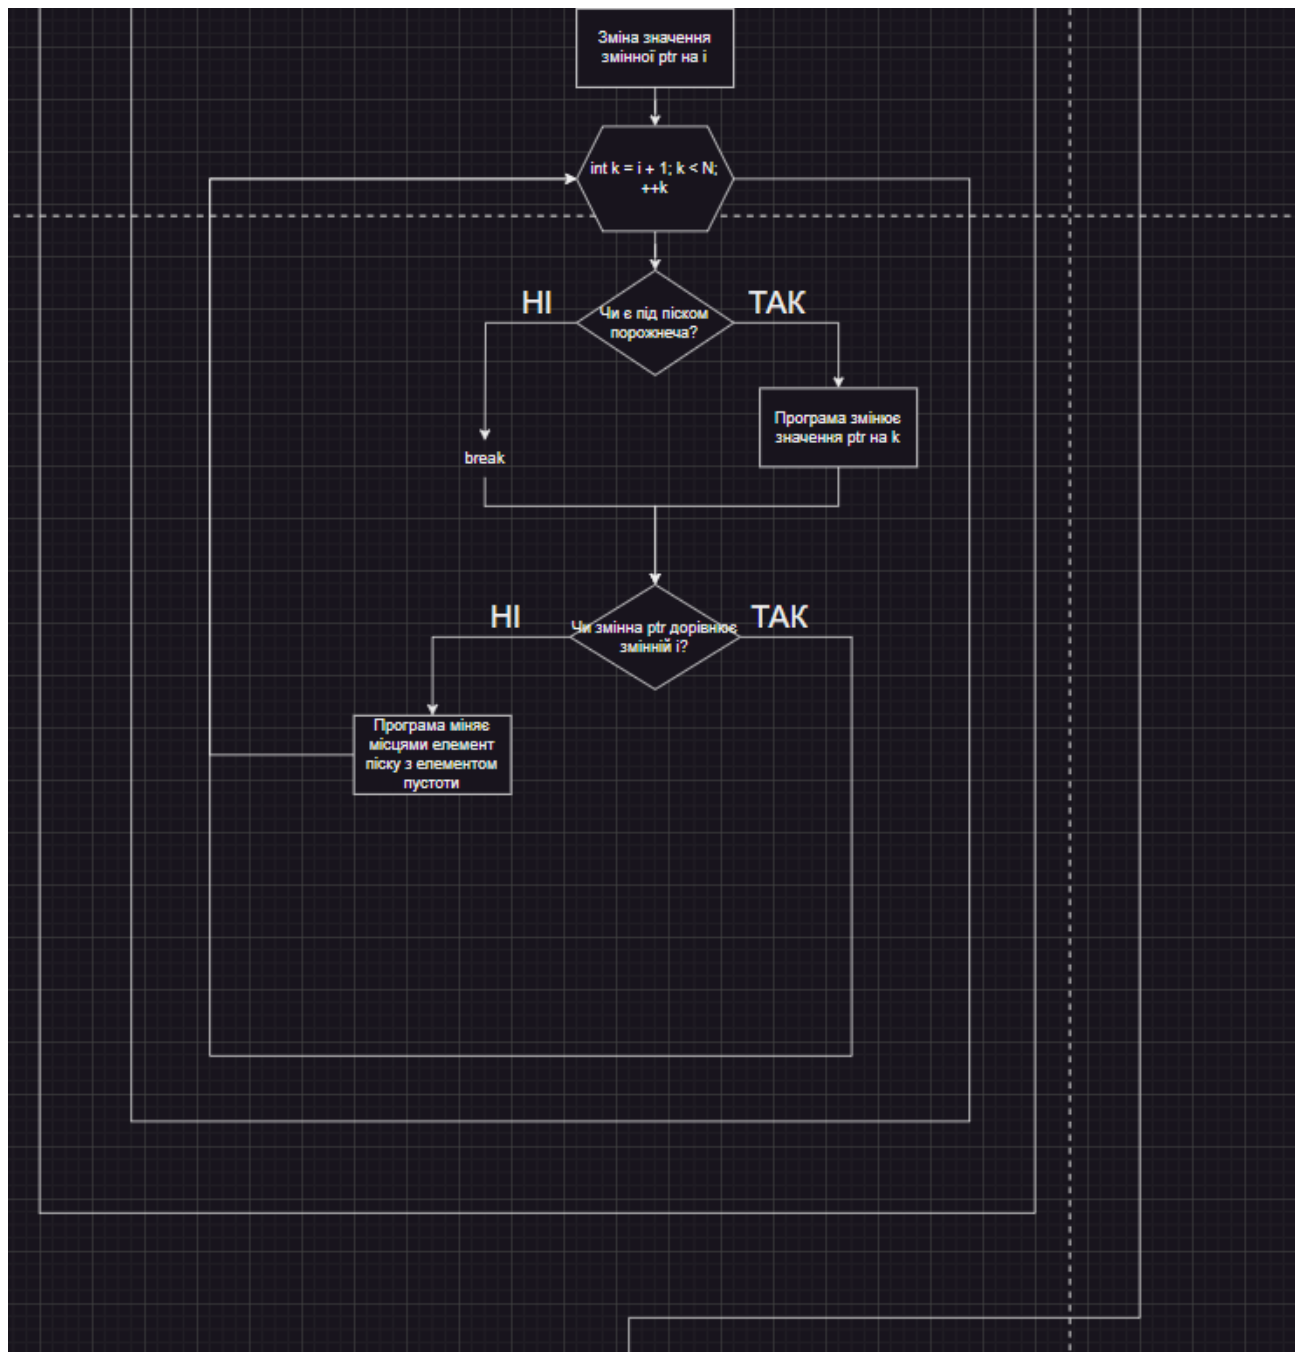 Зміна значення
змінної ptr на і
int k = i + 1; k < N;
++k
НІ
ТАК
Чи є під піском
порожнеча?
Програма змінює
значення ptr на k
break
НІ
ТАК
Чи змінна ptr дорівнює
змінній і?
Програма міняє
місцями елемент
піску з елементом
пустоти